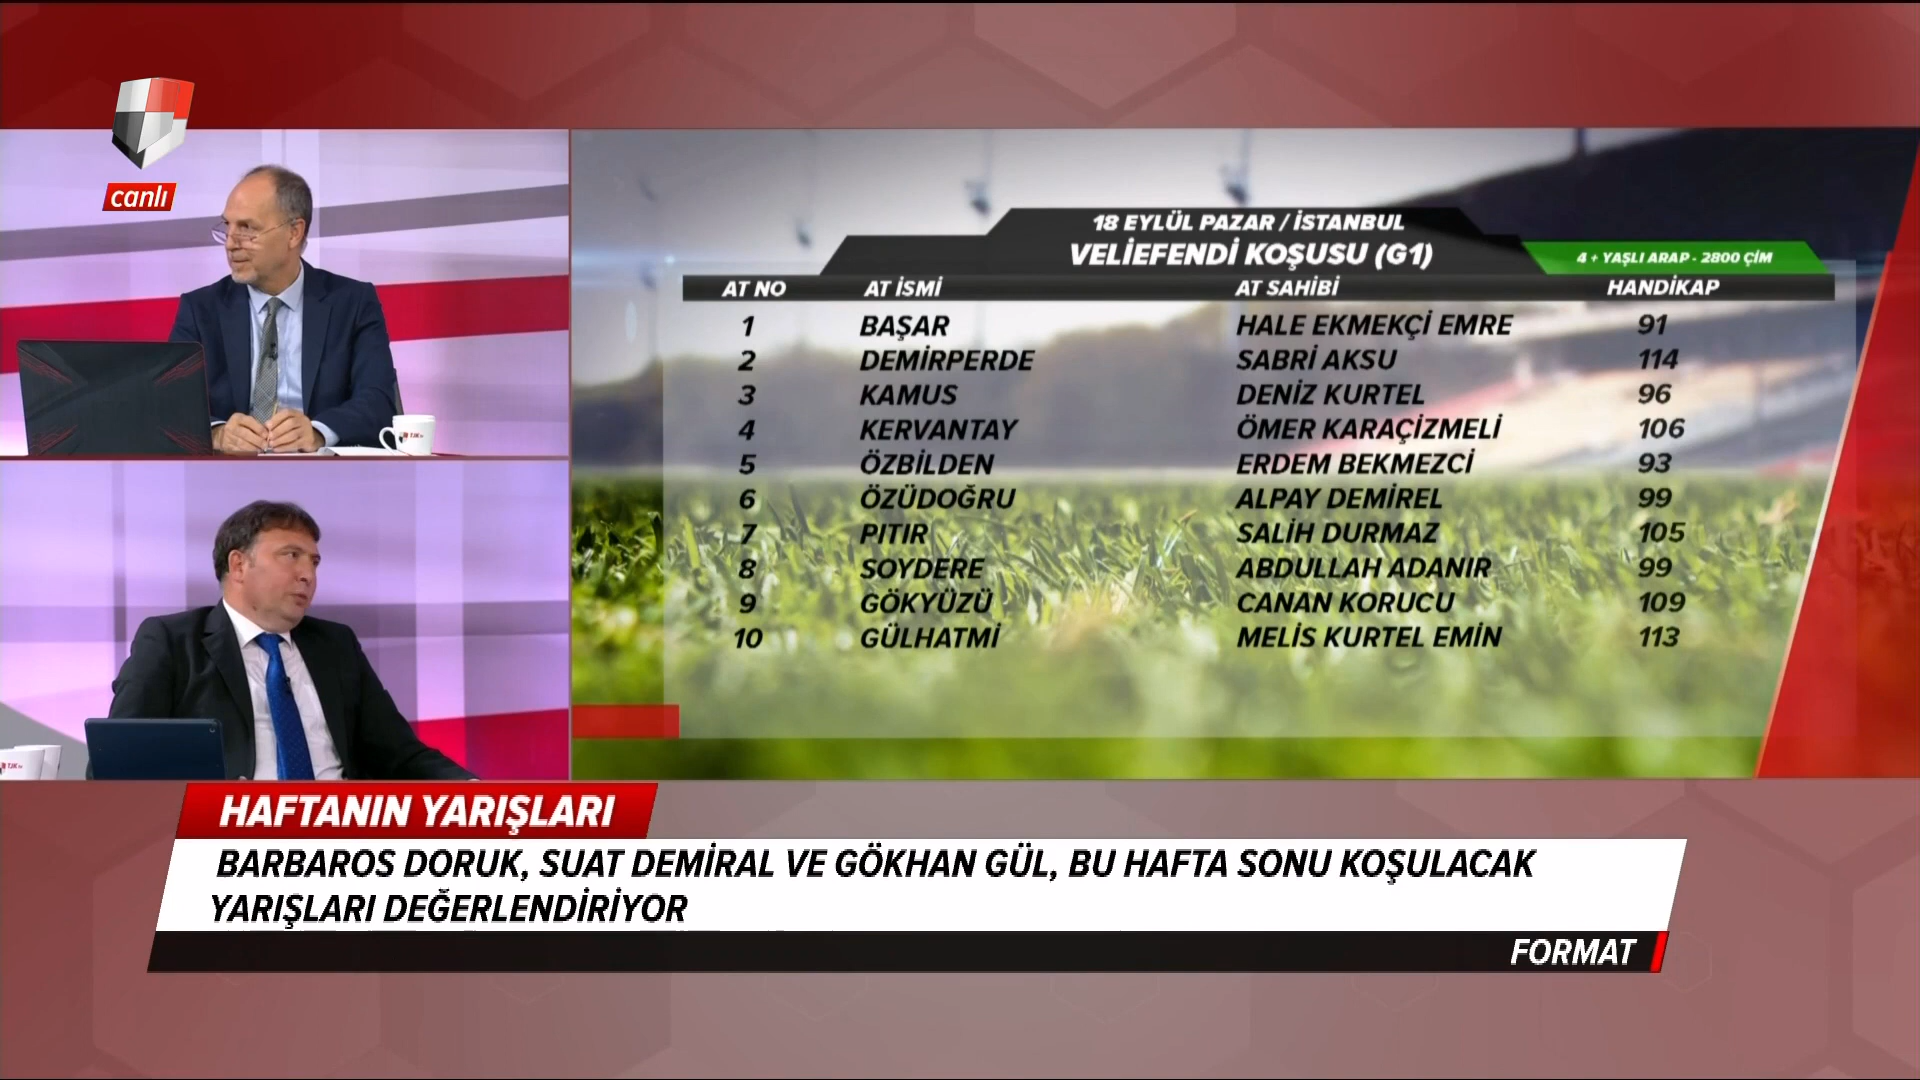 canlı
18 EYLÜL PAZAR / İSTANBUL
VELİEFENDİ KOŞUSU (G1)
4 + YAŞLI ARAP - 2800 ÇİM
AT NO AT İSMİ AT SAHİBİ HANDİKAP
1 BAŞAR HALE EKMEKÇİ EMRE 91
2 DEMİRPERDE SABRİ AKSU 114
3 KAMUS DENİZ KURTEL 96
4 KERVANTAY ÖMER KARAÇİZMELİ 106
5 ÖZBİLDEN ERDEM BEKMEZCİ 93
6 ÖZÜDOĞRU ALPAY DEMİREL 99
7 PITIR SALİH DURMAZ 105
8 SOYDERE ABDULLAH ADANIR 99
9 GÖKYÜZÜ CANAN KORUCU 109
10 GÜLHATMİ MELİS KURTEL EMİN 113
TJK tv
TJK tv
HAFTANIN YARIŞLARI
BARBAROS DORUK, SUAT DEMİRAL VE GÖKHAN GÜL, BU HAFTA SONU KOŞULACAK
YARIŞLARI DEĞERLENDİRİYOR
FORMAT